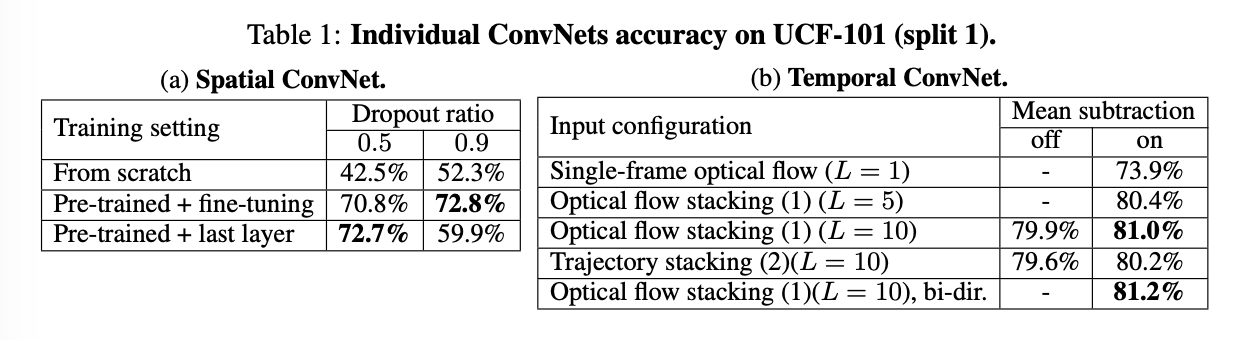 Table 1: Individual ConvNets accuracy on UCF-101 (split 1).
(a) Spatial ConvNet.
Training setting Dropout ratio
0.5 0.9
From scratch 42.5% 52.3%
Pre-trained + fine-tuning 70.8% 72.8%
Pre-trained + last layer 72.7% 59.9%
(b) Temporal ConvNet.
Input configuration Mean subtraction
off on
Single-frame optical flow (L = 1) - 73.9%
Optical flow stacking (1) (L = 5) - 80.4%
Optical flow stacking (1) (L = 10) 79.9% 81.0%
Trajectory stacking (2)(L = 10) 79.6% 80.2%
Optical flow stacking (1)(L = 10), bi-dir. - 81.2%